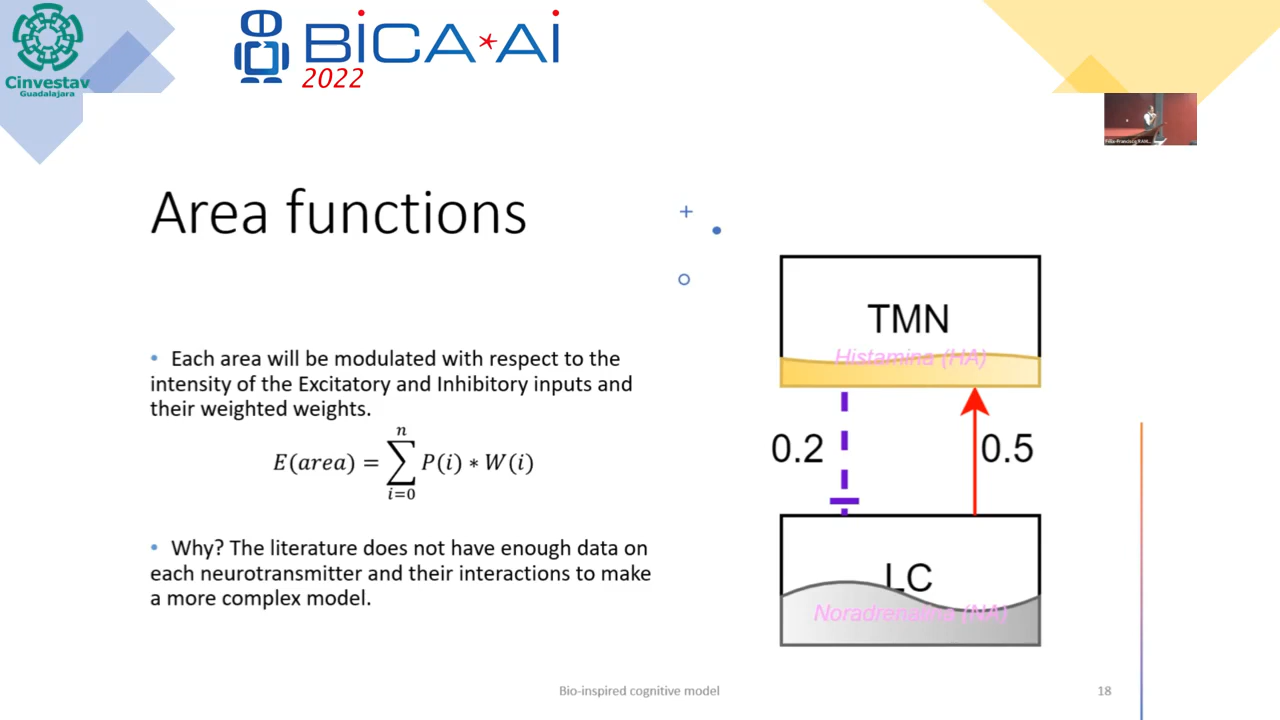 Cinvestav
Guadalajara
BiCA*Ai
2022
Area functions
• Each area will be modulated with respect to the
intensity of the Excitatory and Inhibitory inputs and
their weighted weights.
E(area) = ∑ⁿᵢ₌₀ P(i) * W(i)
• Why? The literature does not have enough data on
each neurotransmitter and their interactions to make
a more complex model.
TMN
Histamina (HA)
0.2
0.5
LC
Noradrenalina (NA)
Bio-inspired cognitive model
18